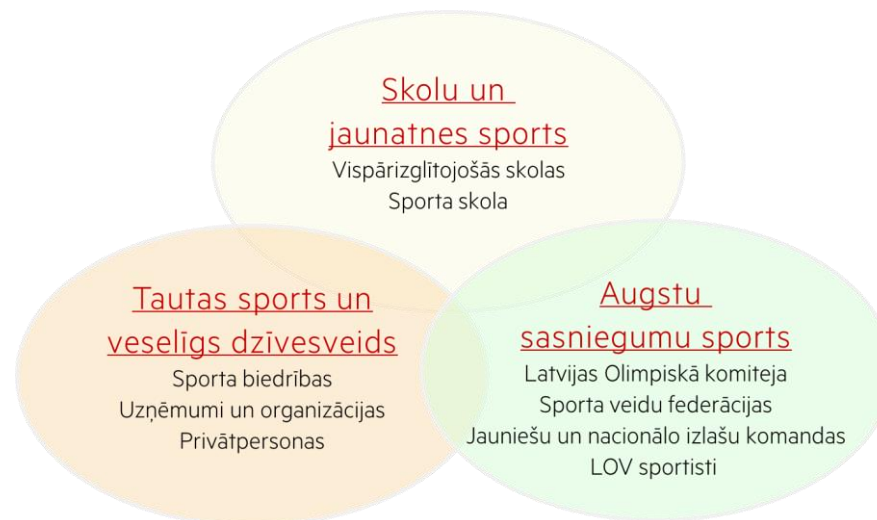 Skolu un
jaunatnes sports
Vispārizglītojošās skolas
Sporta skola
Tautas sports un
veselīgs dzīvesveids
Sporta biedrības
Uzņēmumi un organizācijas
Privātpersonas
Augstu
sasniegumu sports
Latvijas Olimpiskā komiteja
Sporta veidu federācijas
Jauniešu un nacionālo izlašu komandas
LOV sportisti